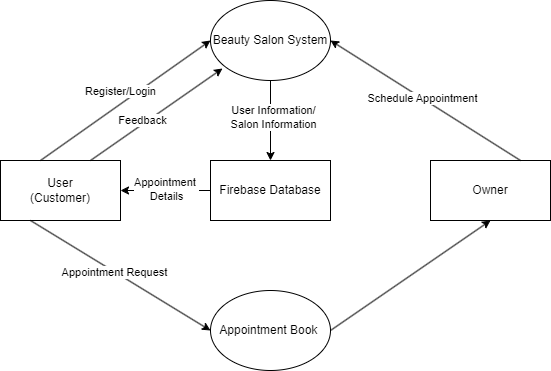 Beauty Salon System
Register/Login
Schedule Appointment
Feedback
User Information/
Salon Information
User
(Customer)
Appointment
Details
Firebase Database
Owner
Appointment Request
Appointment Book